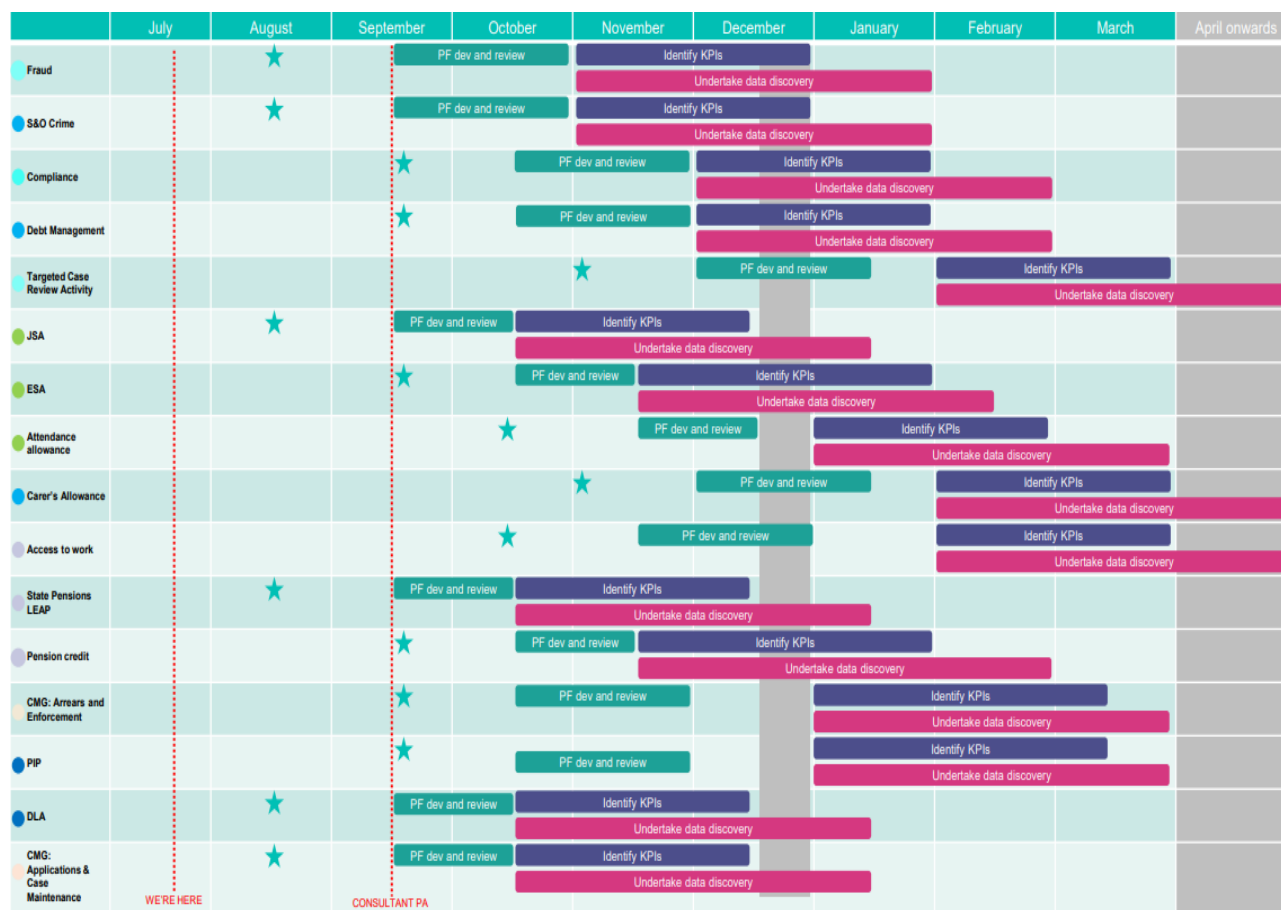 July August September October November December January February March April onwards
Fraud
PF dev and review Identify KPIs
Undertake data discovery
S&O Crime
PF dev and review Identify KPIs
Undertake data discovery
Compliance
PF dev and review Identify KPIs
Undertake data discovery
Debt Management
PF dev and review Identify KPIs
Undertake data discovery
Targeted Case
Review Activity
PF dev and review Identify KPIs
Undertake data discovery
JSA
PF dev and review Identify KPIs
Undertake data discovery
ESA
PF dev and review Identify KPIs
Undertake data discovery
Attendance
allowance
PF dev and review Identify KPIs
Undertake data discovery
Carer's Allowance
PF dev and review Identify KPIs
Undertake data discovery
Access to work
PF dev and review Identify KPIs
Undertake data discovery
State Pensions
LEAP
PF dev and review Identify KPIs
Undertake data discovery
Pension credit
PF dev and review Identify KPIs
Undertake data discovery
CMG: Arrears and
Enforcement
PF dev and review Identify KPIs
Undertake data discovery
PIP
PF dev and review Identify KPIs
Undertake data discovery
DLA
PF dev and review Identify KPIs
Undertake data discovery
CMG:
Applications &
Case
Maintenance
PF dev and review Identify KPIs
Undertake data discovery
WE'RE HERE CONSULTANT PA